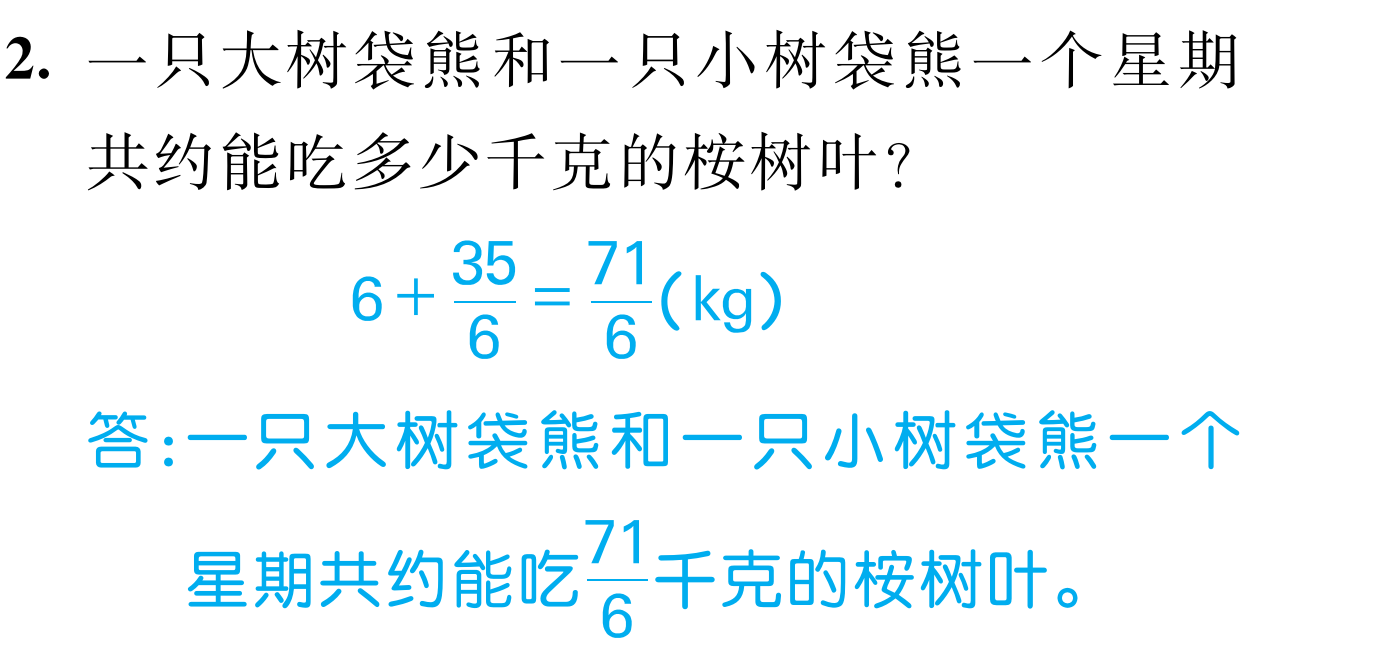 2. 一只大树袋熊和一只小树袋熊一个星期
共约能吃多少千克的桉树叶?
6+35/6=71/6(kg)
答:一只大树袋熊和一只小树袋熊一个
星期共约能吃71/6千克的桉树叶。